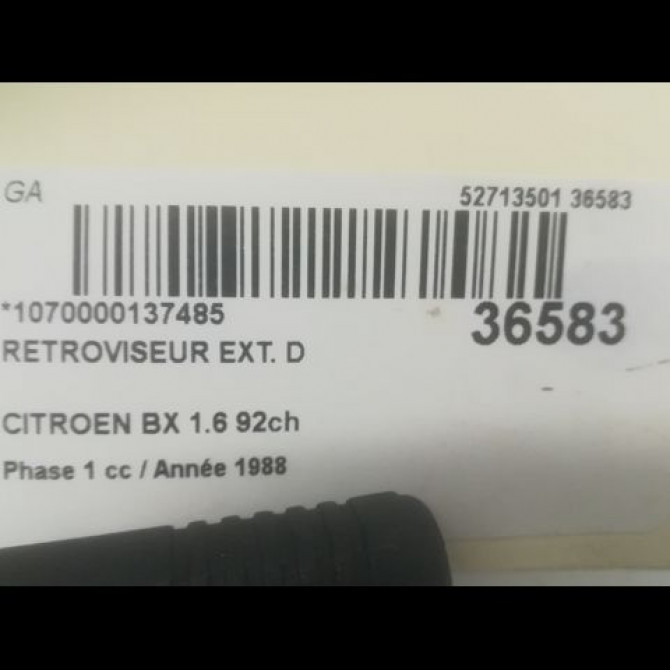 GA
52713501 36583
*1070000137485
36583
RETROVISEUR EXT. D
CITROEN BX 1.6 92ch
Phase 1 cc / Année 1988